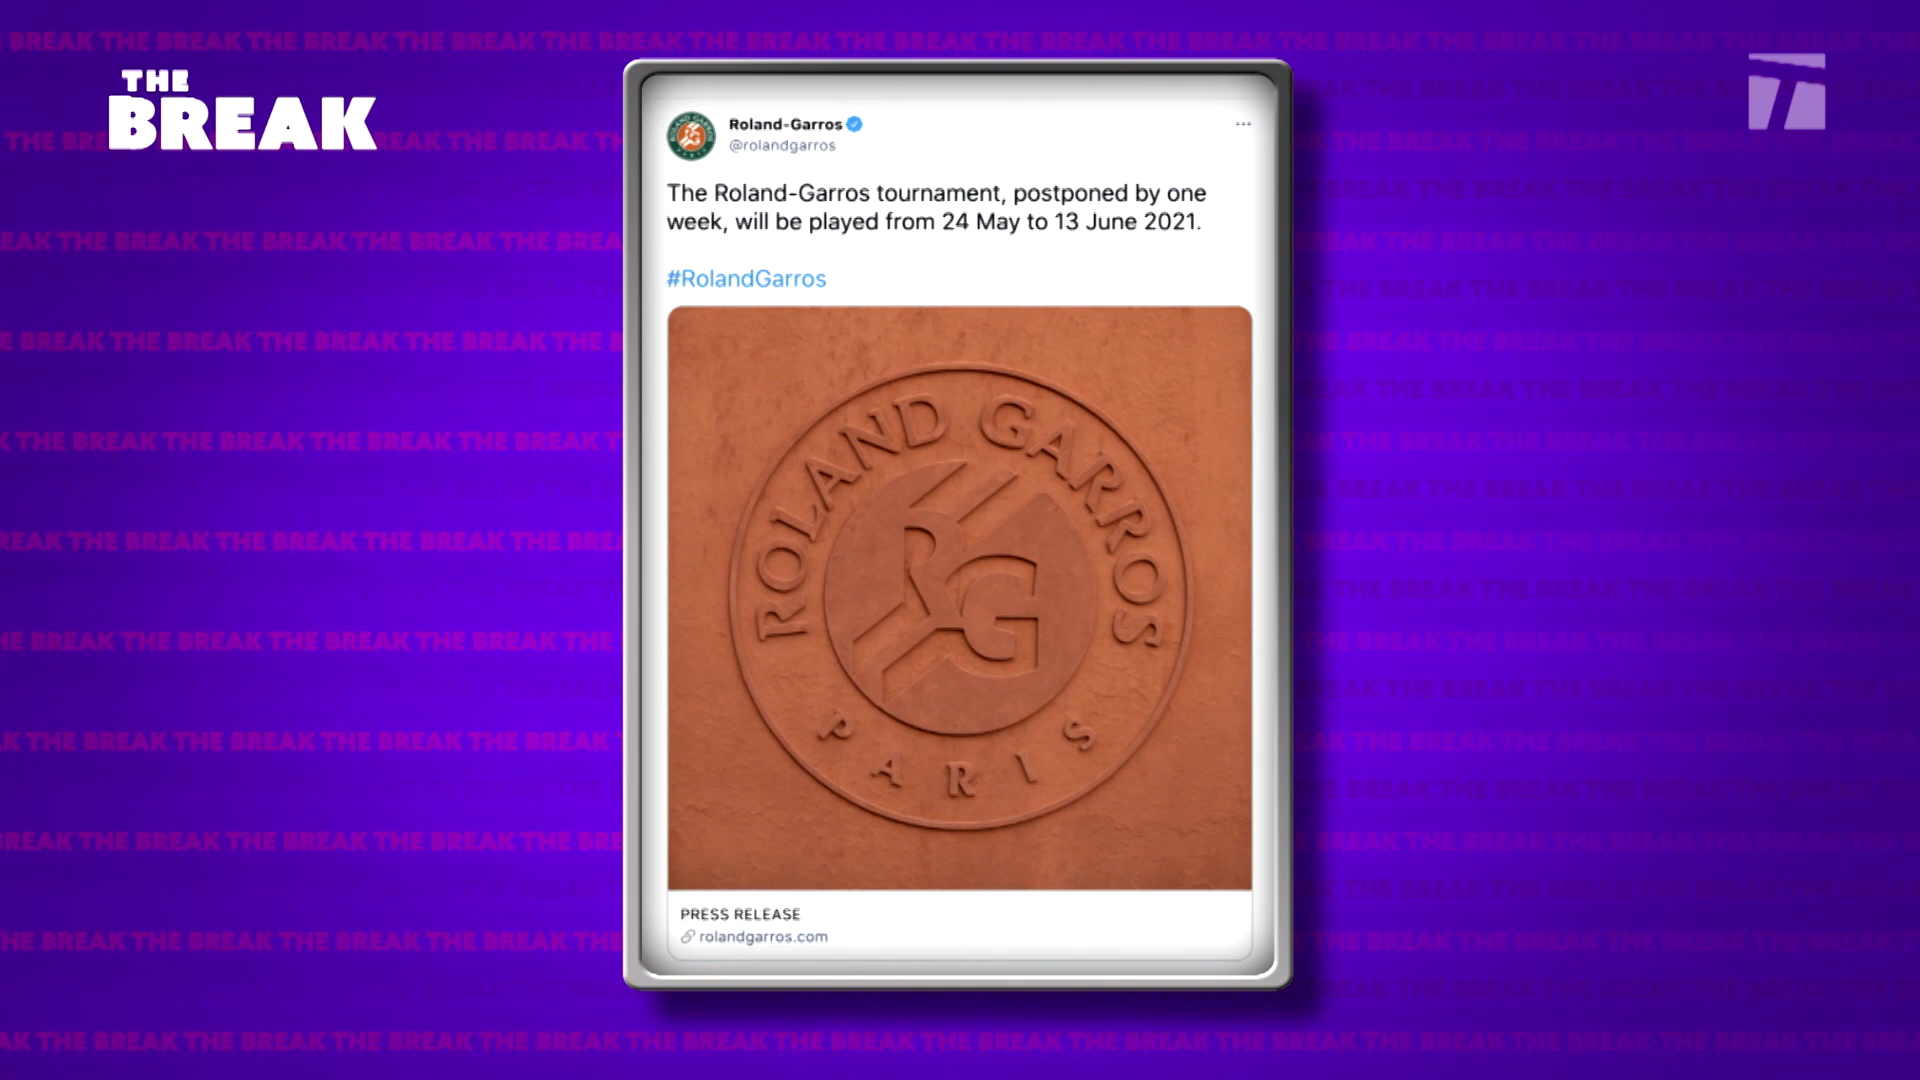 THE
BREAK
Roland-Garros
@rolandgarros
The Roland-Garros tournament, postponed by one
week, will be played from 24 May to 13 June 2021.
#RolandGarros
ROLAND GARROS
RG
PARIS
PRESS RELEASE
rolandgarros.com